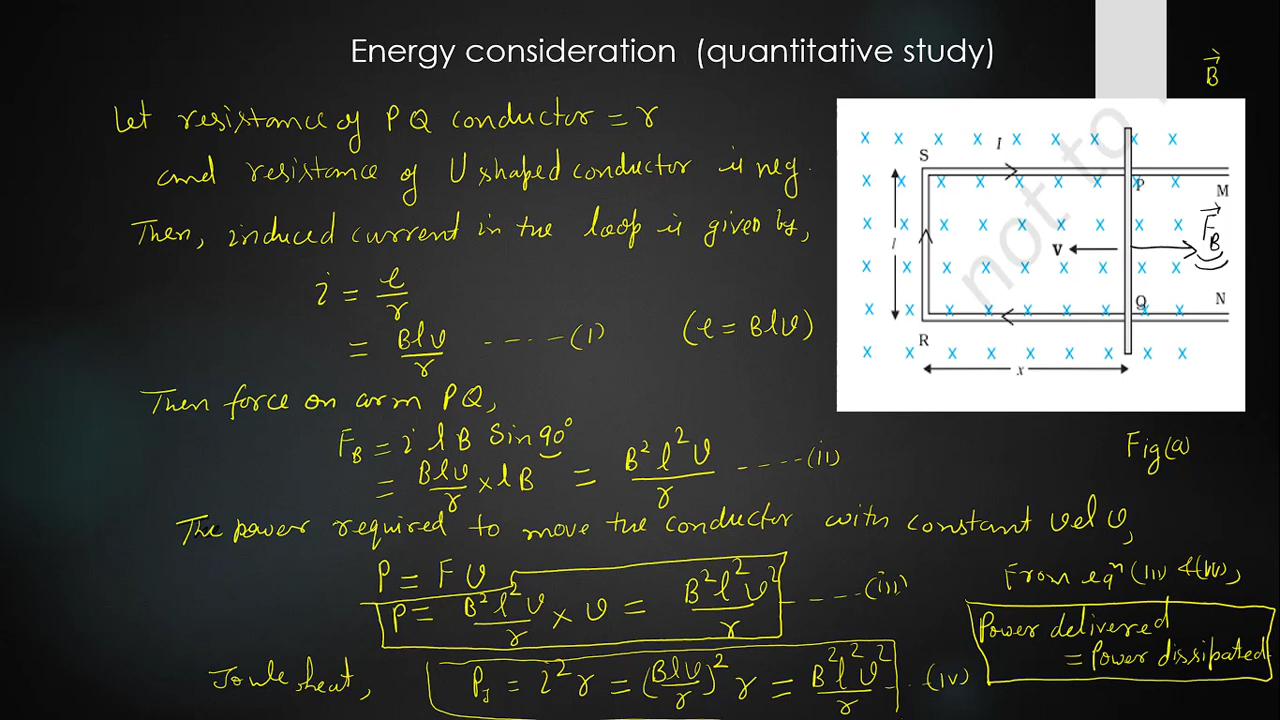 Energy consideration (quantitative study)
Let resistance of PQ conductor = r
and resistance of U shaped conductor is neg.
Then, induced current in the loop is given by,
i = e/r
= Blv/r ----- (i) (e = Blv)
Then force on arm PQ,
F_B = i l B Sin 90°
= Blv/r × lB = B²l²v/r ----- (ii)
The power required to move the conductor with constant vel v,
P = F v
P = B²l²v/r × v = B²l²v²/r ---- (iii)
Joule heat, P_J = i²r = (Blv/r)² r = B²l²v²/r ---- (iv)
B⃗
S I P M
l v F⃗_B
R Q N
x
not to
Fig(a)
From eqⁿ (iii) & (iv),
Power delivered
= Power dissipated